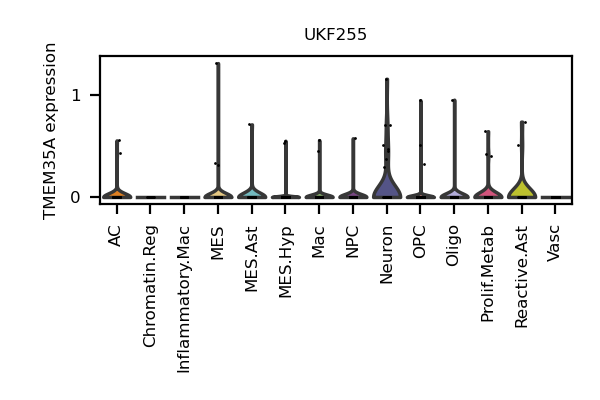 UKF255
TMEM35A expression
1
0
AC
Chromatin.Reg
Inflammatory.Mac
MES
MES.Ast
MES.Hyp
Mac
NPC
Neuron
OPC
Oligo
Prolif.Metab
Reactive.Ast
Vasc